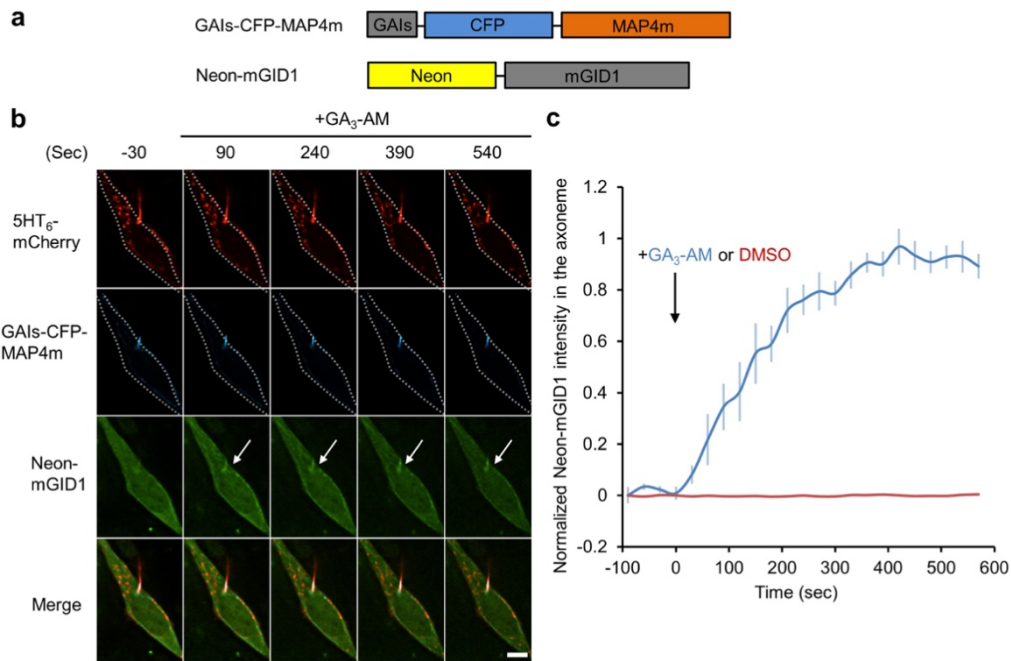 a
GAIs-CFP-MAP4m
GAIs CFP MAP4m
Neon-mGID1
Neon mGID1
b
+GA₃-AM
(Sec) -30 90 240 390 540
5HT₆-
mCherry
GAIs-CFP-
MAP4m
Neon-
mGID1
Merge
c
Normalized Neon-mGID1 intensity in the axoneme
1.2
1
0.8
0.6
0.4
0.2
0
-0.2
+GA₃-AM or DMSO
-100 0 100 200 300 400 500 600
Time (sec)